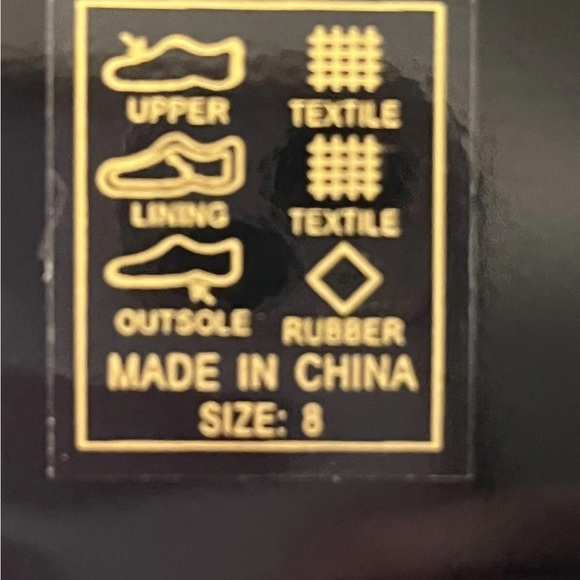 UPPER TEXTILE
LINING TEXTILE
OUTSOLE RUBBER
MADE IN CHINA
SIZE: 8